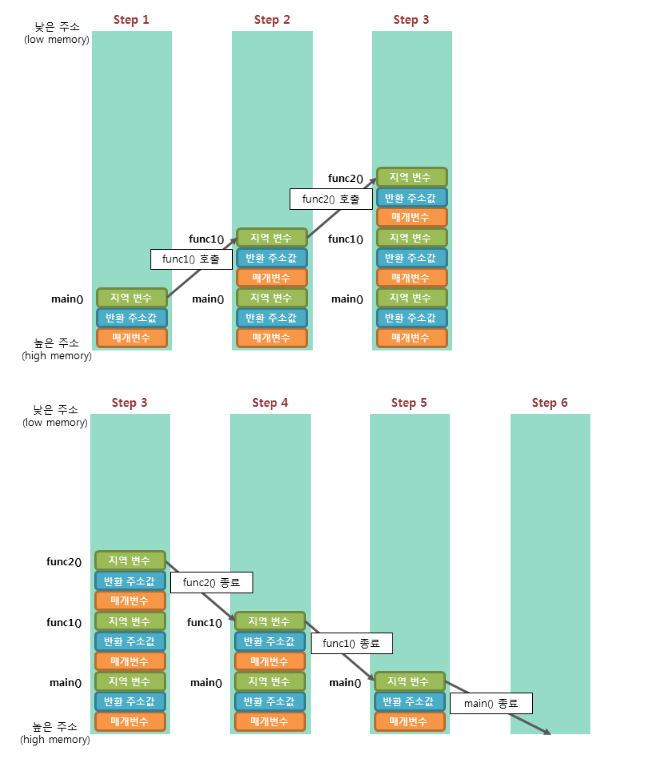 Step 1
Step 2
Step 3
낮은 주소
(low memory)
func2()
지역 변수
반환 주소값
func2() 호출
매개변수
func1()
지역 변수
func1()
지역 변수
반환 주소값
func1() 호출
반환 주소값
매개변수
매개변수
main()
지역 변수
main()
지역 변수
main()
지역 변수
반환 주소값
반환 주소값
반환 주소값
높은 주소
(high memory)
매개변수
매개변수
매개변수
Step 3
Step 4
Step 5
Step 6
낮은 주소
(low memory)
func2()
지역 변수
반환 주소값
func2() 종료
매개변수
func1()
지역 변수
func1()
지역 변수
반환 주소값
반환 주소값
func1() 종료
매개변수
매개변수
main()
지역 변수
main()
지역 변수
main()
지역 변수
반환 주소값
반환 주소값
반환 주소값
main() 종료
매개변수
매개변수
매개변수
높은 주소
(high memory)